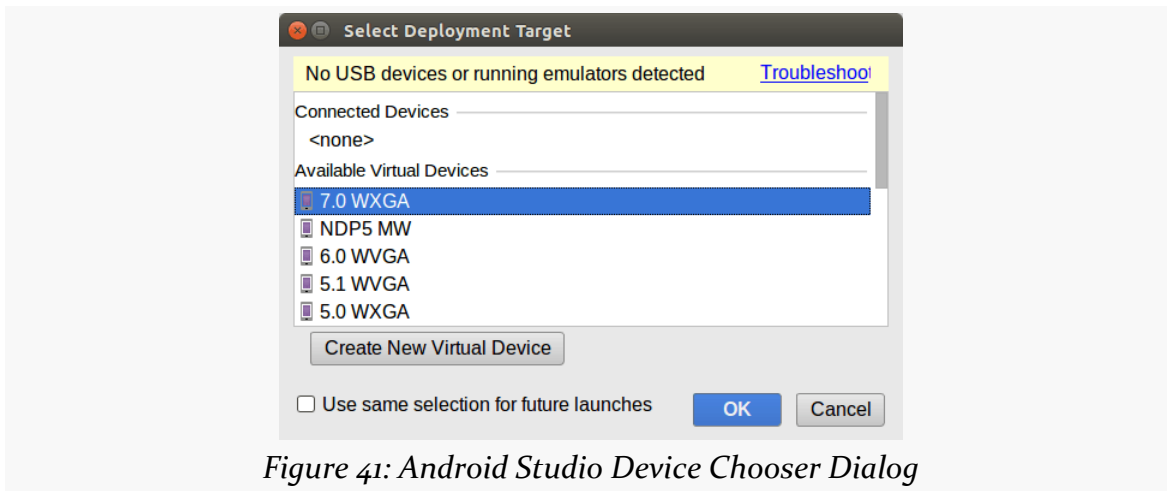 Select Deployment Target
No USB devices or running emulators detected Troubleshoot
Connected Devices
<none>
Available Virtual Devices
7.0 WXGA
NDP5 MW
6.0 WVGA
5.1 WVGA
5.0 WXGA
Create New Virtual Device
Use same selection for future launches OK Cancel
Figure 41: Android Studio Device Chooser Dialog